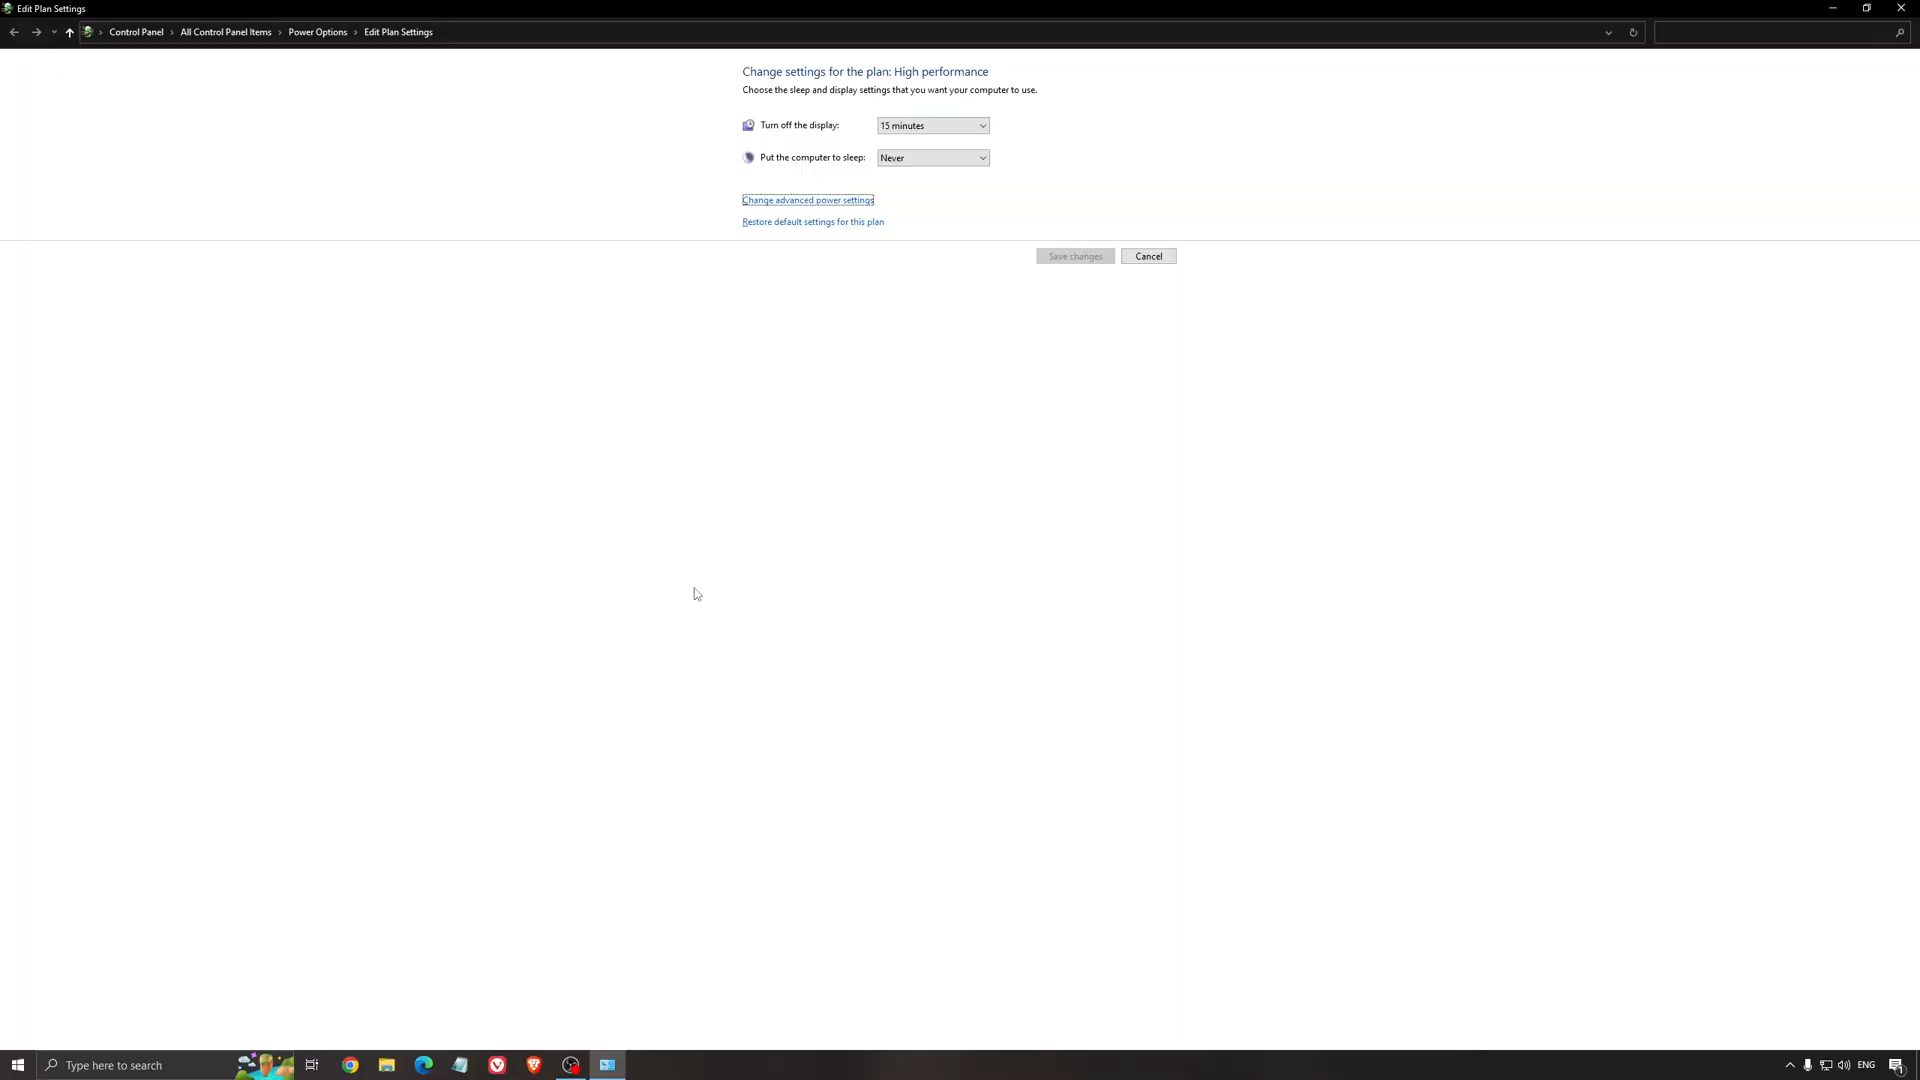 Edit Plan Settings
Control Panel > All Control Panel Items > Power Options > Edit Plan Settings
Change settings for the plan: High performance
Choose the sleep and display settings that you want your computer to use.
Turn off the display: 15 minutes
Put the computer to sleep: Never
Change advanced power settings
Restore default settings for this plan
Save changes Cancel
Type here to search ENG 1